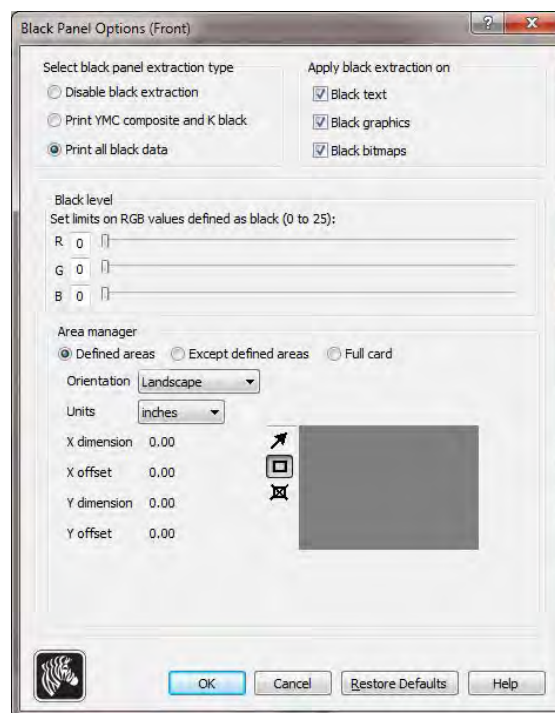 Black Panel Options (Front)
Select black panel extraction type
Disable black extraction
Print YMC composite and K black
Print all black data
Apply black extraction on
Black text
Black graphics
Black bitmaps
Black level
Set limits on RGB values defined as black (0 to 25):
R 0
G 0
B 0
Area manager
Defined areas Except defined areas Full card
Orientation Landscape
Units inches
X dimension 0.00
X offset 0.00
Y dimension 0.00
Y offset 0.00
OK Cancel Restore Defaults Help